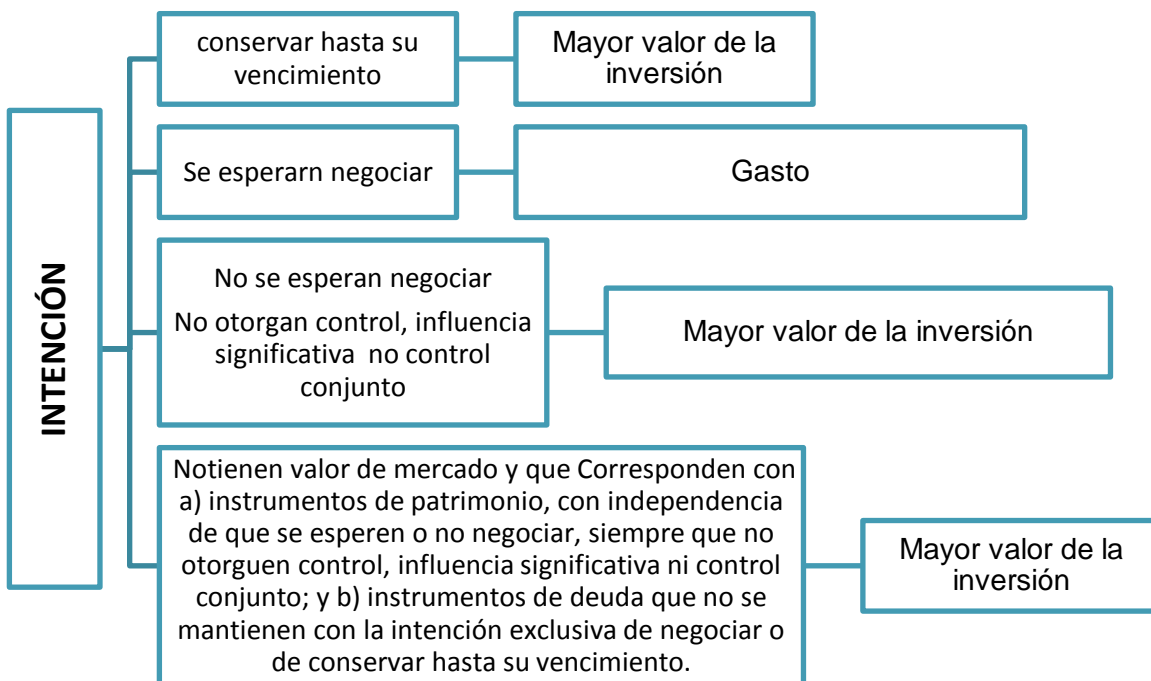 INTENCIÓN
conservar hasta su
vencimiento
Mayor valor de la
inversión
Se esperarn negociar
Gasto
No se esperan negociar
No otorgan control, influencia
significativa  no control
conjunto
Mayor valor de la inversión
Notienen valor de mercado y que Corresponden con
a) instrumentos de patrimonio, con independencia
de que se esperen o no negociar, siempre que no
otorguen control, influencia significativa ni control
conjunto; y b) instrumentos de deuda que no se
mantienen con la intención exclusiva de negociar o
de conservar hasta su vencimiento.
Mayor valor de la
inversión